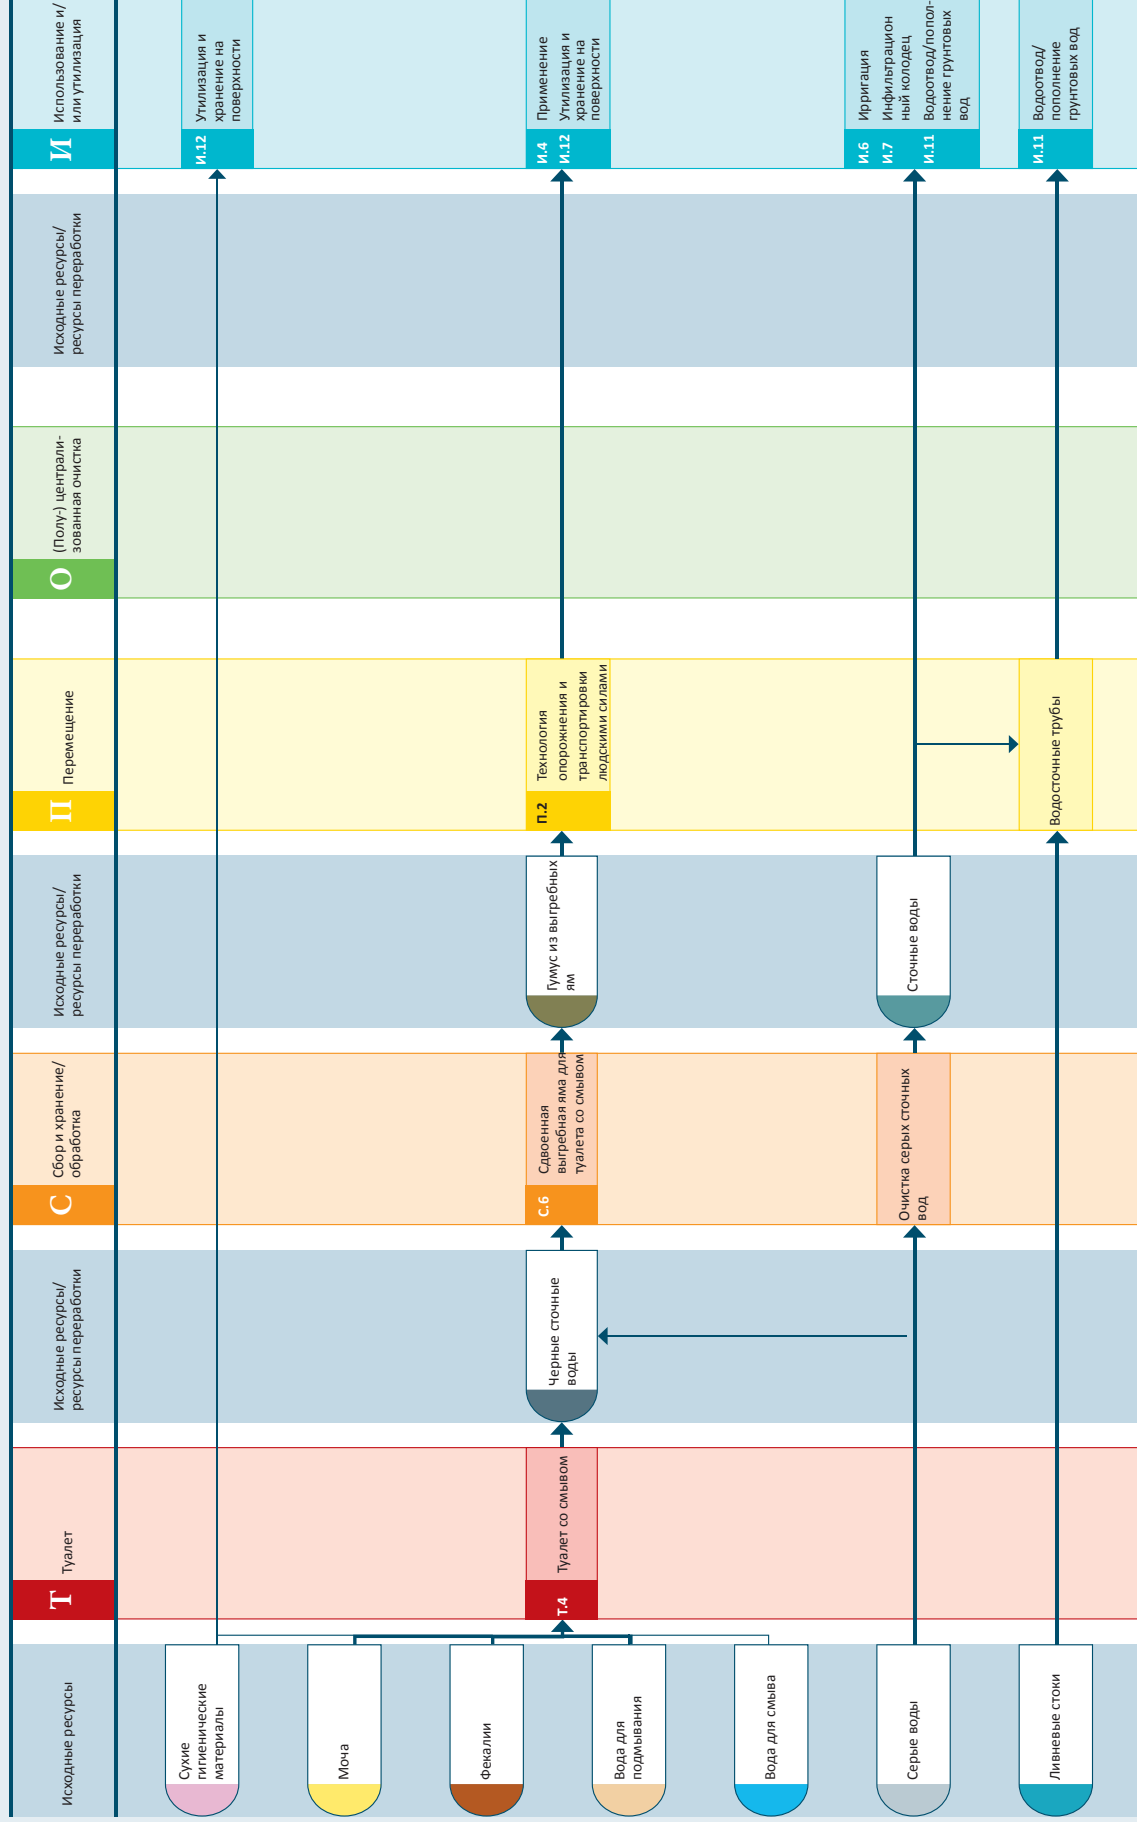 Исходные ресурсы
Т
Туалет
Исходные ресурсы/
ресурсы переработки
С
Сбор и хранение/
обработка
Исходные ресурсы/
ресурсы переработки
П
Перемещение
О
(Полу-) централи-
зованная очистка
Исходные ресурсы/
ресурсы переработки
И
Использование и/
или утилизация
Сухие
гигиенические
материалы
И.12
Утилизация и
хранение на
поверхности
Моча
Фекалии
Т.4
Туалет со смывом
Черные сточные
воды
С.6
Сдвоенная
выгребная яма для
туалета со смывом
Гумус из выгребных
ям
П.2
Технология
опорожнения и
транспортировки
людскими силами
И.4
Применение
И.12
Утилизация и
хранение на
поверхности
Вода для
подмывания
Вода для смыва
Серые воды
Очистка серых сточных
вод
Сточные воды
И.6
Ирригация
И.7
Инфильтрацион
ный колодец
И.11
Водоотвод/попол-
нение грунтовых
вод
Ливневые стоки
Водосточные трубы
И.11
Водоотвод/
пополнение
грунтовых вод